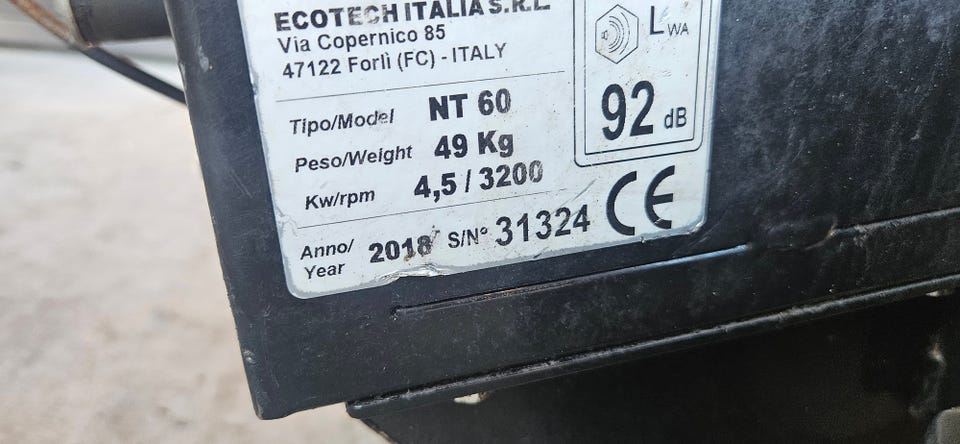 ECOTECH ITALIA S.R.L
Via Copernico 85
47122 Forlì (FC) - ITALY
Tipo/Model NT 60
Peso/Weight 49 Kg
Kw/rpm 4,5 / 3200
Anno/
Year 2018 S/N° 31324
LWA
92 dB
CE